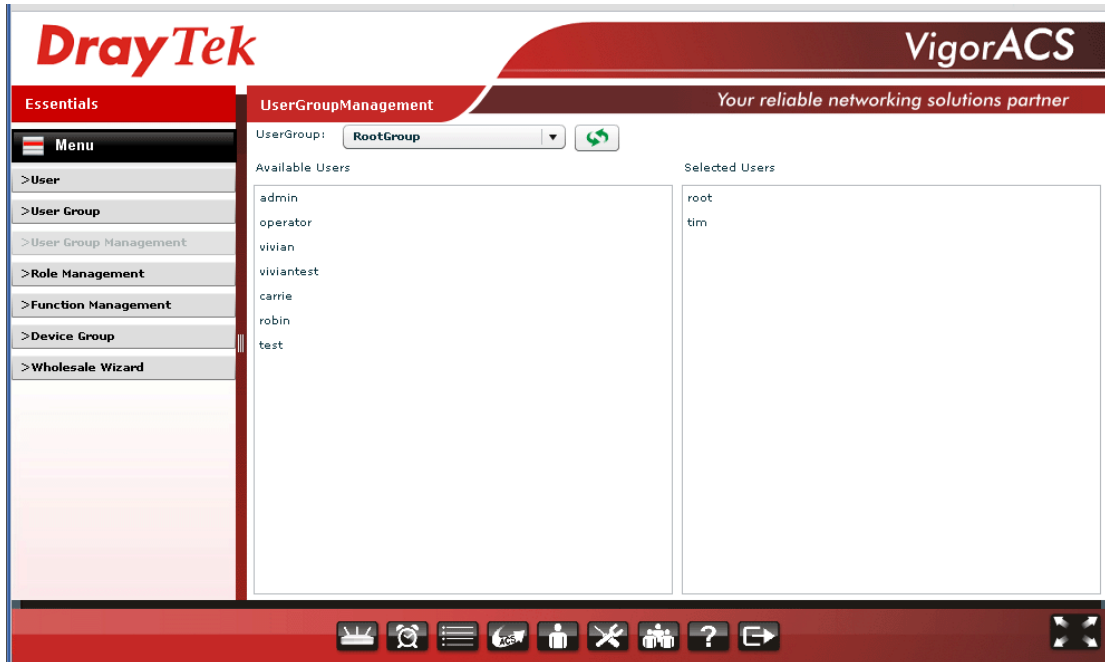 DrayTek
VigorACS
Essentials
UserGroupManagement
Your reliable networking solutions partner
Menu
>User
>User Group
>User Group Management
>Role Management
>Function Management
>Device Group
>Wholesale Wizard
UserGroup: RootGroup
Available Users
admin
operator
vivian
viviantest
carrie
robin
test
Selected Users
root
tim
ACS
?